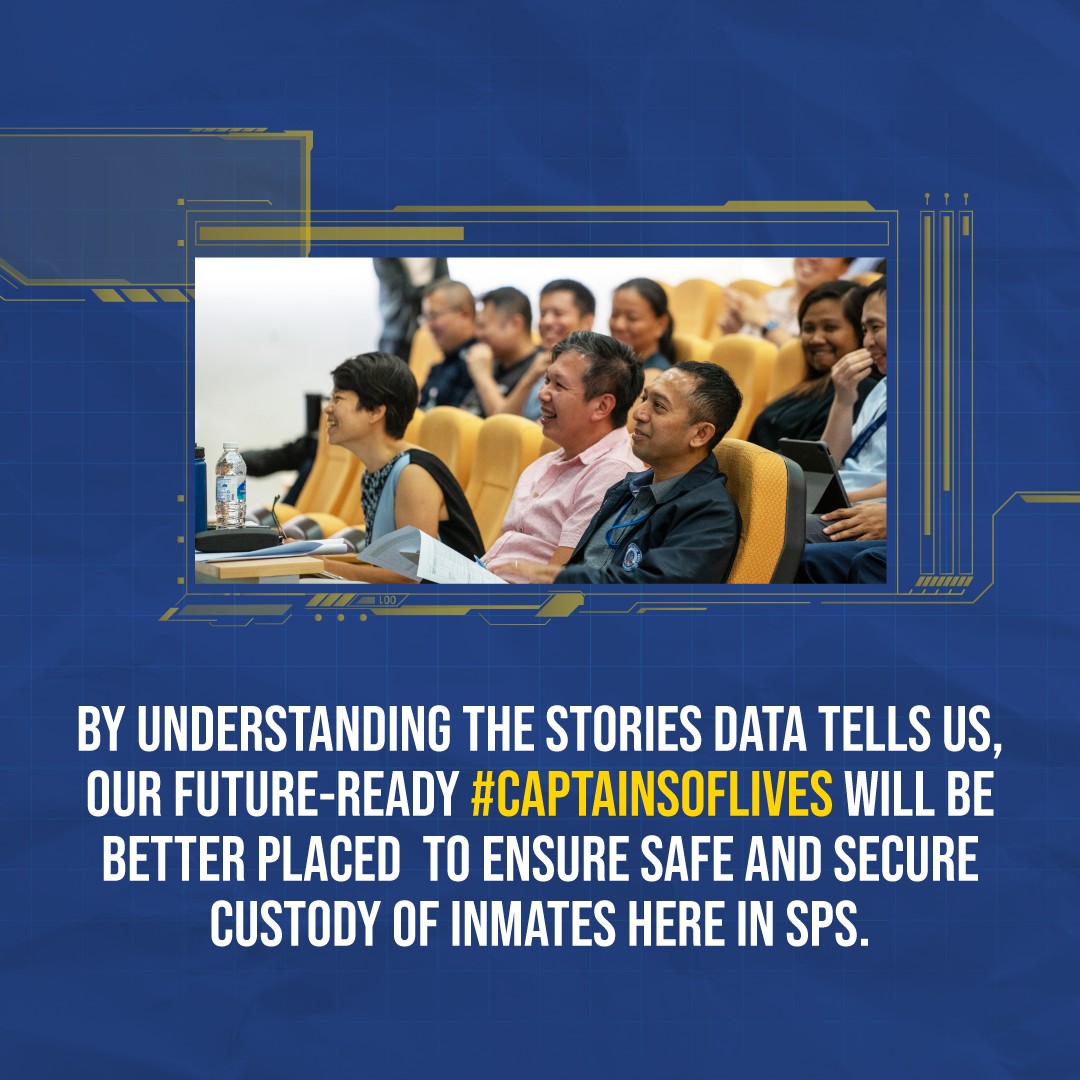 100
BY UNDERSTANDING THE STORIES DATA TELLS US,
OUR FUTURE-READY #CAPTAINSOFLIVES WILL BE
BETTER PLACED  TO ENSURE SAFE AND SECURE
CUSTODY OF INMATES HERE IN SPS.